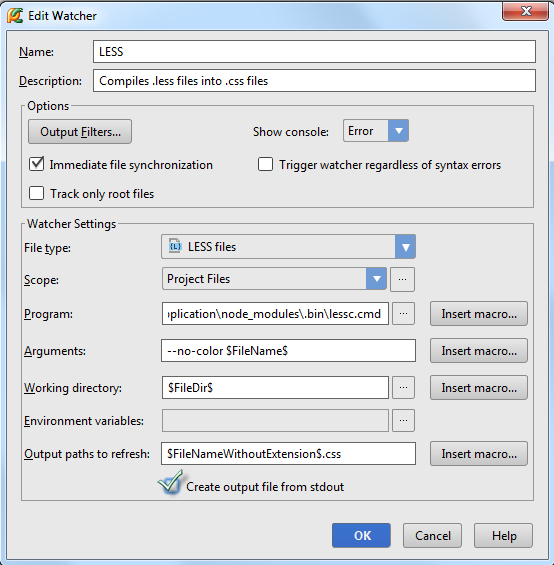 Edit Watcher
Name: LESS
Description: Compiles .less files into .css files
Options
Output Filters... Show console: Error
Immediate file synchronization Trigger watcher regardless of syntax errors
Track only root files
Watcher Settings
File type: LESS files
Scope: Project Files ...
Program: plication\node_modules\.bin\lessc.cmd ... Insert macro...
Arguments: --no-color $FileName$ Insert macro...
Working directory: $FileDir$ ... Insert macro...
Environment variables: ...
Output paths to refresh: $FileNameWithoutExtension$.css Insert macro...
Create output file from stdout
OK Cancel Help